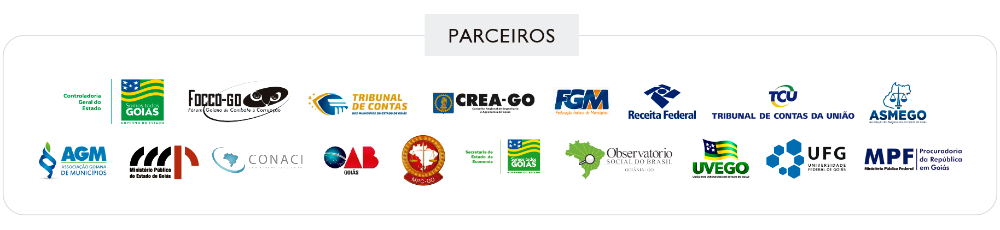 PARCEIROS
Controladoria
Geral do
Estado
Somos todos
GOIÁS
GOVERNO DO ESTADO
FOCCO-GO
Fórum Goiano de Combate à Corrupção
TRIBUNAL
DE CONTAS
DOS MUNICÍPIOS DO ESTADO DE GOIÁS
CREA-GO
Conselho Regional de Engenharia
e Agronomia de Goiás
FGM
Federação Goiana de Municípios
Receita Federal
TCU
TRIBUNAL DE CONTAS DA UNIÃO
ASMEGO
Associação dos Magistrados do Estado de Goiás
AGM
ASSOCIAÇÃO GOIANA
DE MUNICÍPIOS
Ministério Público
do Estado de Goiás
CONACI
OAB
GOIÁS
MPC-GO
Secretaria de
Estado da
Economia
Somos todos
GOIÁS
GOVERNO DO ESTADO
Observatório
SOCIAL DO BRASIL
GOIÂNIA | GO
UVEGO
UNIÃO DOS VEREADORES DO ESTADO DE GOIÁS
UFG
UNIVERSIDADE
FEDERAL DE GOIÁS
MPF
Ministério Público Federal
Procuradoria
da República
em Goiás